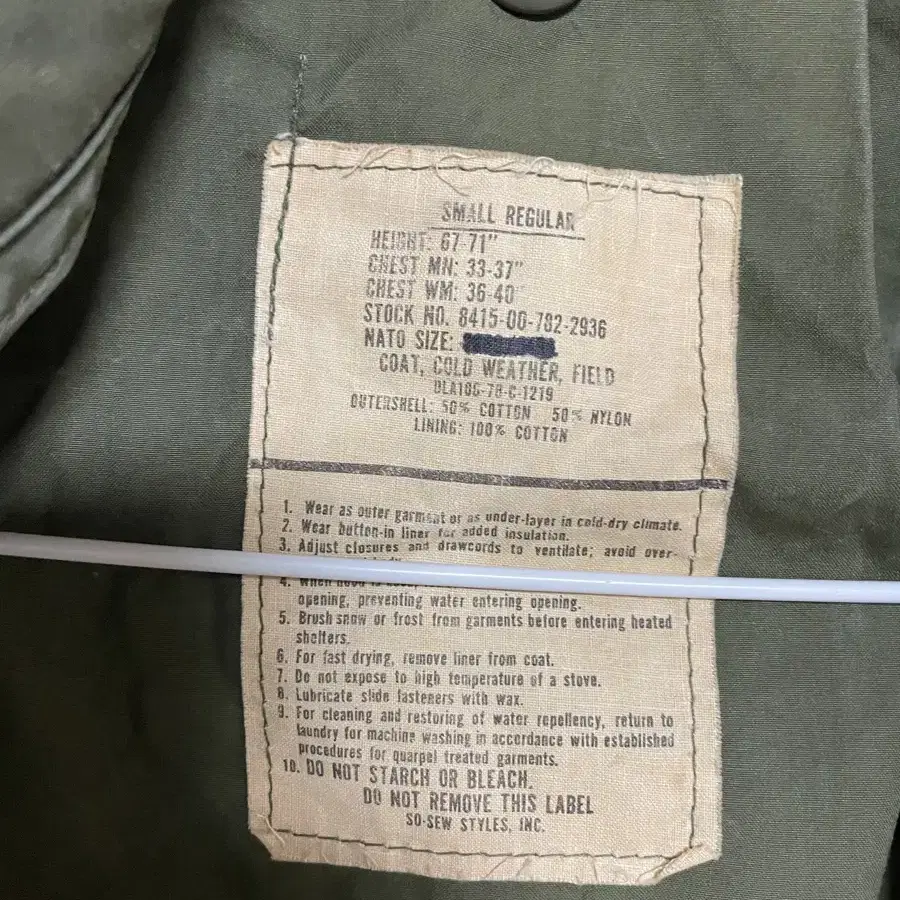 SMALL REGULAR
HEIGHT: 67-71"
CHEST MN: 33-37"
CHEST WM: 36-40"
STOCK NO. 8415-00-782-2936
NATO SIZE:
COAT, COLD WEATHER, FIELD
DLA100-78-C-1219
OUTERSHELL: 50% COTTON 50% NYLON
LINING: 100% COTTON
1. Wear as outer garment or as under-layer in cold-dry climate.
2. Wear button-in liner for added insulation.
3. Adjust closures and drawcords to ventilate; avoid over-
4. When hood is
opening, preventing water entering opening.
5. Brush snow or frost from garments before entering heated
shelters.
6. For fast drying, remove liner from coat.
7. Do not expose to high temperature of a stove.
8. Lubricate slide fasteners with wax.
9. For cleaning and restoring of water repellency, return to
laundry for machine washing in accordance with established
procedures for quarpel treated garments.
10. DO NOT STARCH OR BLEACH.
DO NOT REMOVE THIS LABEL
SO-SEW STYLES, INC.